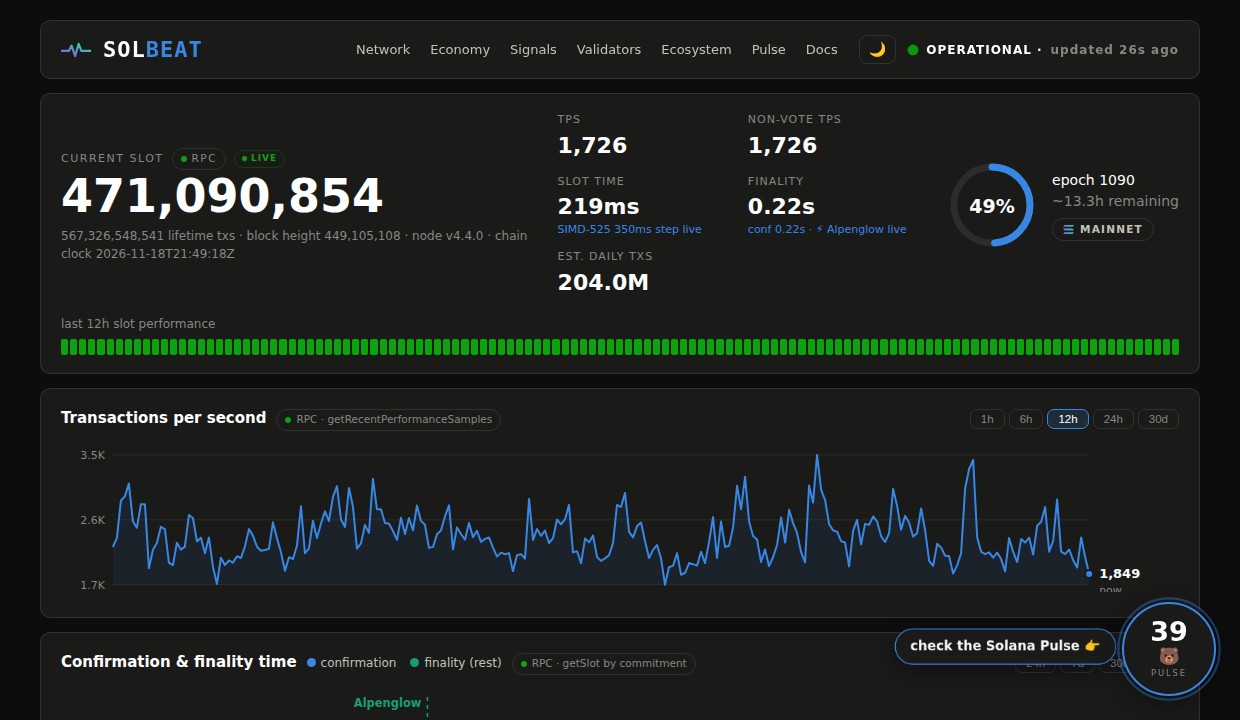 SOLBEAT
Network Economy Signals Validators Ecosystem Pulse Docs
OPERATIONAL · updated 26s ago
CURRENT SLOT RPC LIVE
471,090,854
567,326,548,541 lifetime txs · block height 449,105,108 · node v4.4.0 · chain
clock 2026-11-18T21:49:18Z
TPS
1,726
NON-VOTE TPS
1,726
SLOT TIME
219ms
SIMD-525 350ms step live
FINALITY
0.22s
conf 0.22s · ⚡ Alpenglow live
EST. DAILY TXS
204.0M
49%
epoch 1090
~13.3h remaining
MAINNET
last 12h slot performance
Transactions per second RPC · getRecentPerformanceSamples
1h 6h 12h 24h 30d
3.5K
2.6K
1.7K
1,849
now
Confirmation & finality time confirmation finality (rest) RPC · getSlot by commitment
check the Solana Pulse 👉
39
PULSE
Alpenglow